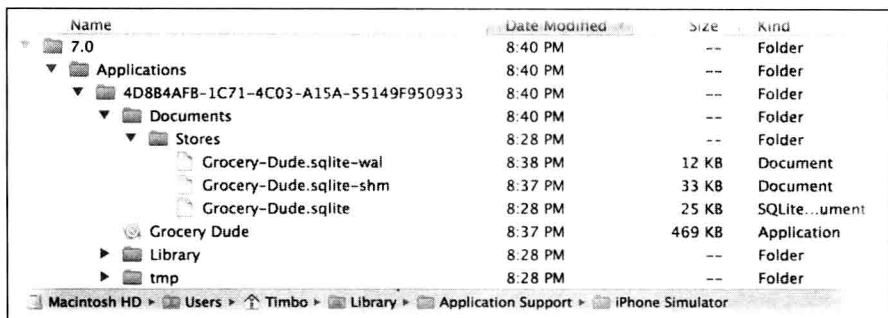 Name Date Modified Size Kind
7.0 8:40 PM -- Folder
Applications 8:40 PM -- Folder
4D8B4AFB-1C71-4C03-A15A-55149F950933 8:40 PM -- Folder
Documents 8:40 PM -- Folder
Stores 8:28 PM -- Folder
Grocery-Dude.sqlite-wal 8:38 PM 12 KB Document
Grocery-Dude.sqlite-shm 8:37 PM 33 KB Document
Grocery-Dude.sqlite 8:28 PM 25 KB SQLite...ument
Grocery Dude 8:37 PM 469 KB Application
Library 8:28 PM -- Folder
tmp 8:28 PM -- Folder
Macintosh HD ▸ Users ▸ Timbo ▸ Library ▸ Application Support ▸ iPhone Simulator